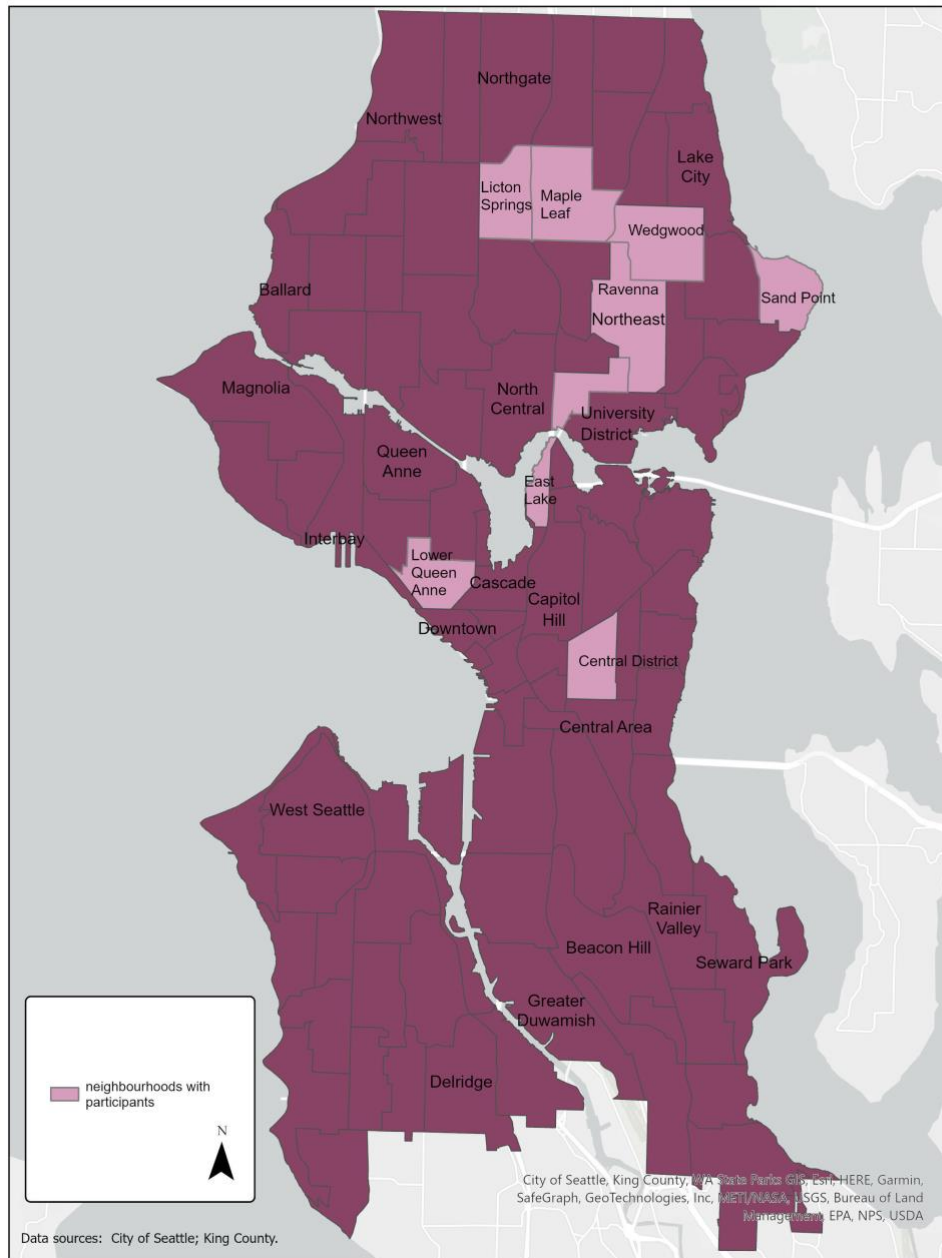 Northgate
Northwest
Lake
City
Licton
Springs
Maple
Leaf
Wedgwood
Sand Point
Ravenna
Northeast
Ballard
Magnolia
North
Central
University
District
Queen
Anne
East
Lake
Interbay
Lower
Queen
Anne
Cascade
Capitol
Hill
Downtown
Central District
Central Area
West Seattle
Rainier
Valley
Beacon Hill
Seward Park
Greater
Duwamish
Delridge
neighbourhoods with
participants
N
City of Seattle, King County, WA State Parks GIS, Esri, HERE, Garmin,
SafeGraph, GeoTechnologies, Inc, METI/NASA, USGS, Bureau of Land
Management, EPA, NPS, USDA
Data sources: City of Seattle; King County.